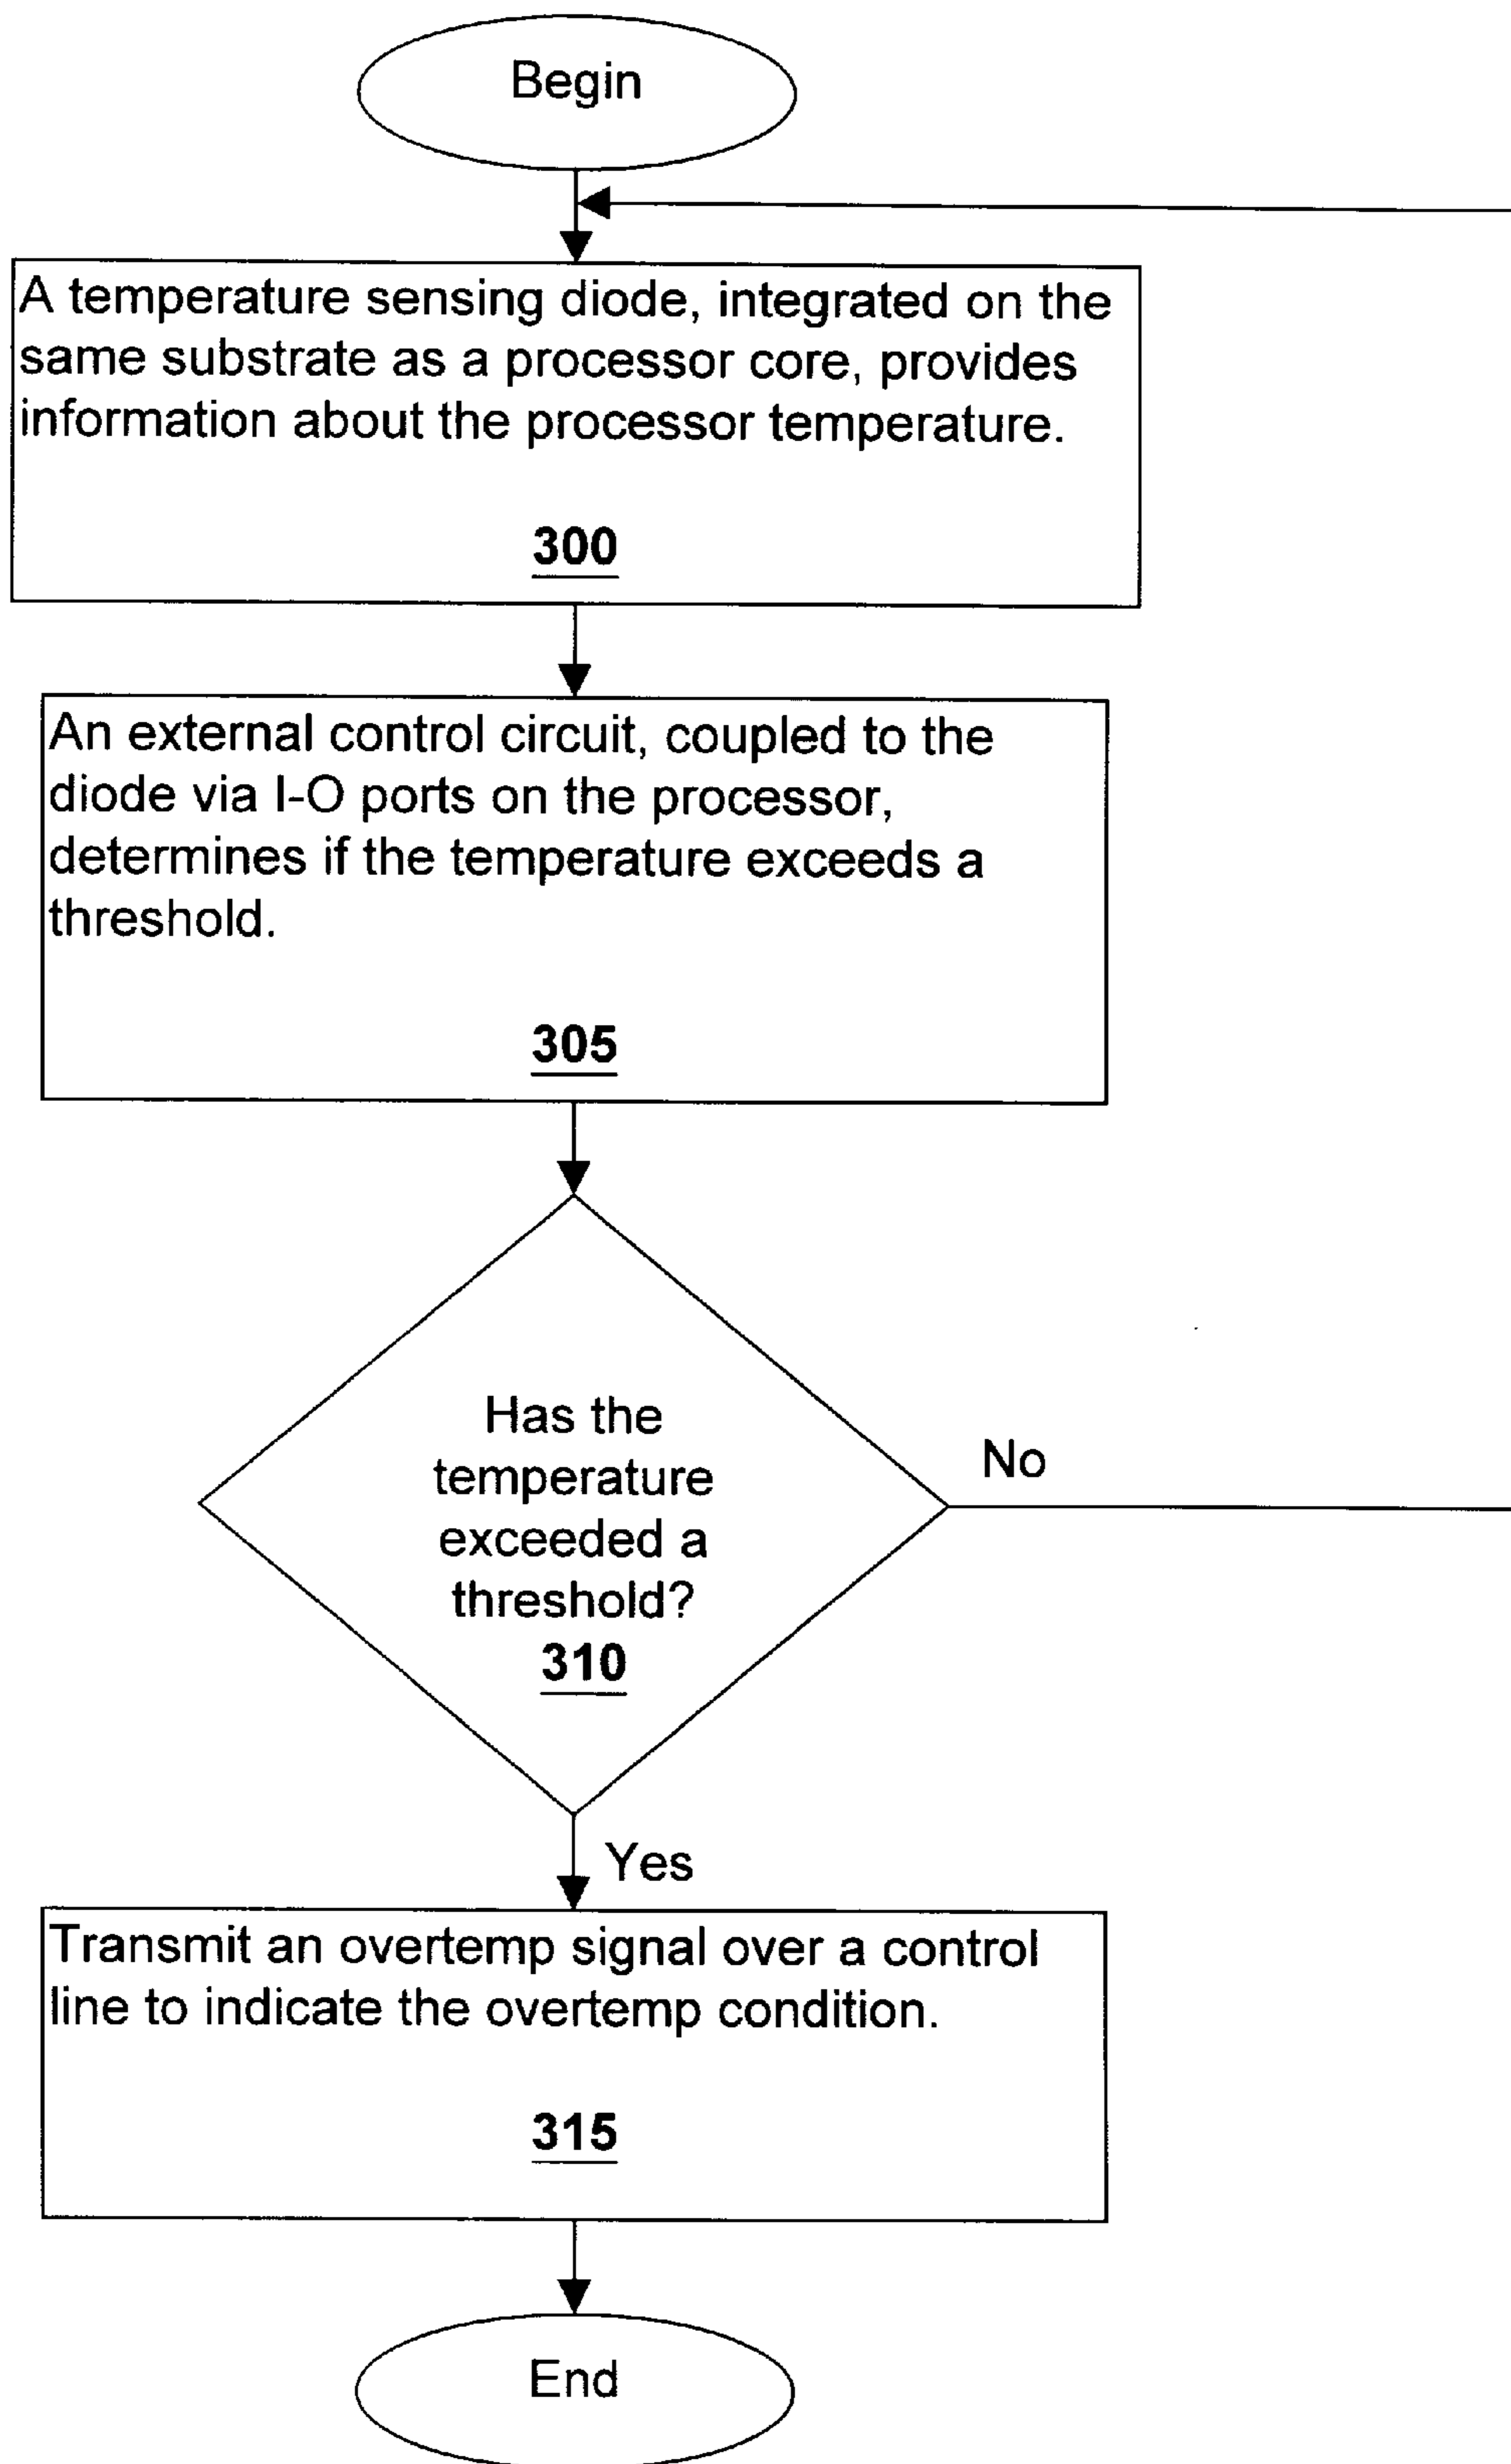 Begin
A temperature sensing diode, integrated on the
same substrate as a processor core, provides
information about the processor temperature.
300
An external control circuit, coupled to the
diode via I-O ports on the processor,
determines if the temperature exceeds a
threshold.
305
Has the
temperature
exceeded a
threshold?
310
No
Yes
Transmit an overtemp signal over a control
line to indicate the overtemp condition.
315
End